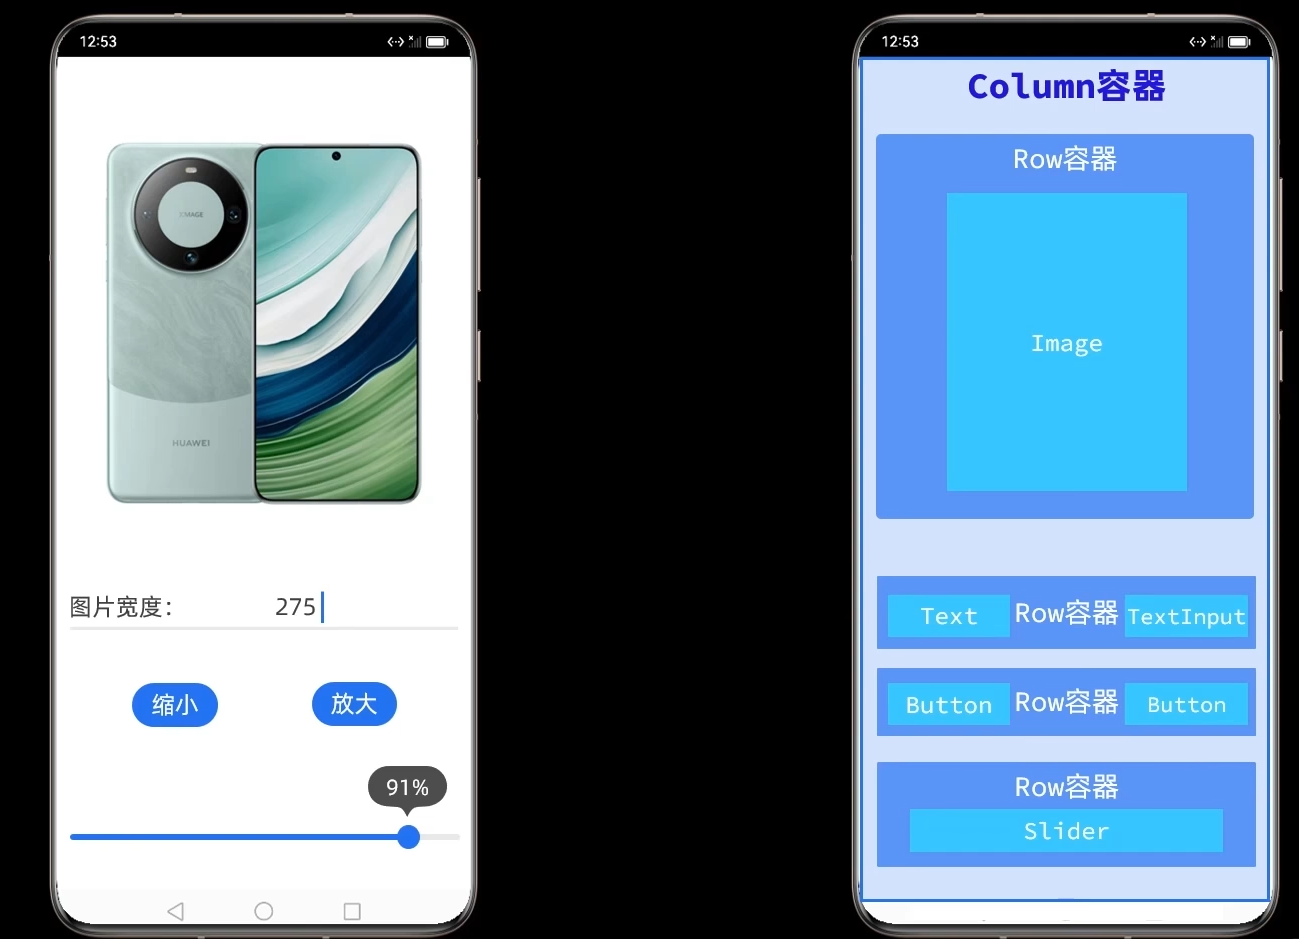 12:53
XMAGE
HUAWEI
图片宽度：
275
缩小
放大
91%
12:53
Column容器
Row容器
Image
Text
Row容器
TextInput
Button
Row容器
Button
Row容器
Slider